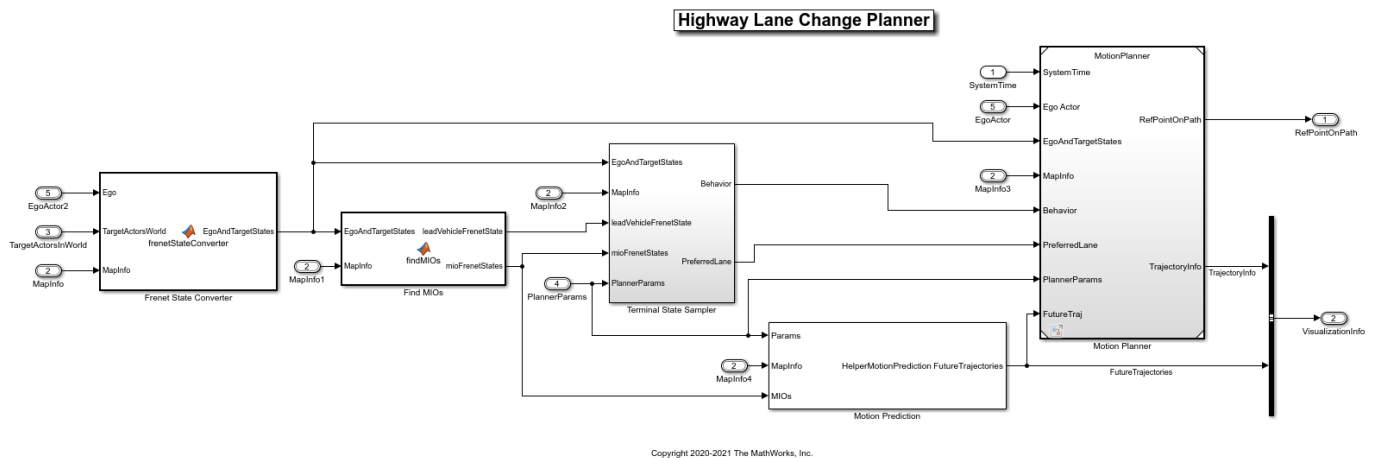 Highway Lane Change Planner
5
EgoActor2
3
TargetActorsInWorld
2
MapInfo
Ego
TargetActorsWorld
MapInfo
frenetStateConverter
EgoAndTargetStates
Frenet State Converter
2
MapInfo1
EgoAndTargetStates
MapInfo
findMIOs
leadVehicleFrenetState
mioFrenetStates
Find MIOs
2
MapInfo2
4
PlannerParams
EgoAndTargetStates
MapInfo
leadVehicleFrenetState
mioFrenetStates
PlannerParams
Behavior
PreferredLane
Terminal State Sampler
2
MapInfo4
Params
MapInfo
MIOs
HelperMotionPrediction
FutureTrajectories
Motion Prediction
1
SystemTime
5
EgoActor
2
MapInfo3
MotionPlanner
SystemTime
Ego Actor
EgoAndTargetStates
MapInfo
Behavior
PreferredLane
PlannerParams
FutureTraj
RefPointOnPath
TrajectoryInfo
Motion Planner
TrajectoryInfo
FutureTrajectories
1
RefPointOnPath
2
VisualizationInfo
Copyright 2020-2021 The MathWorks, Inc.